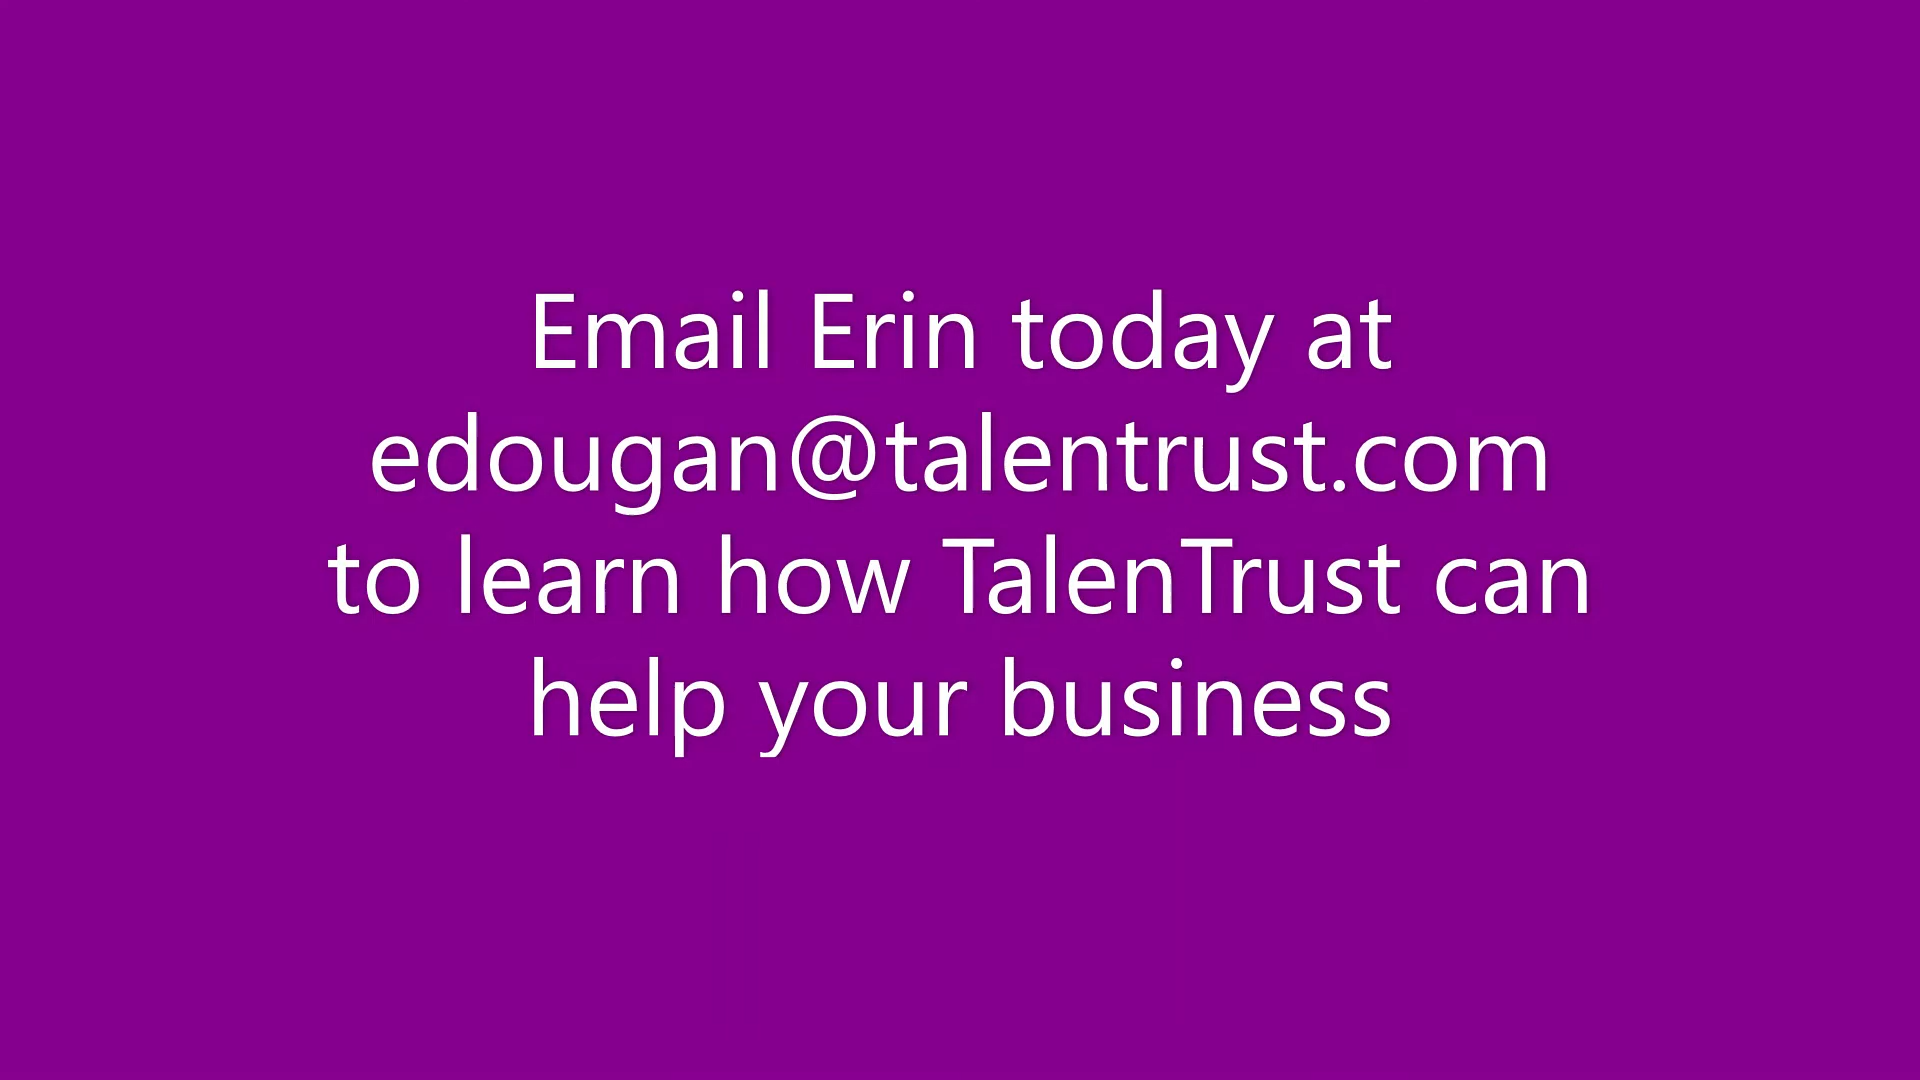 Email Erin today at
edougan@talentrust.com
to learn how TalenTrust can
help your business